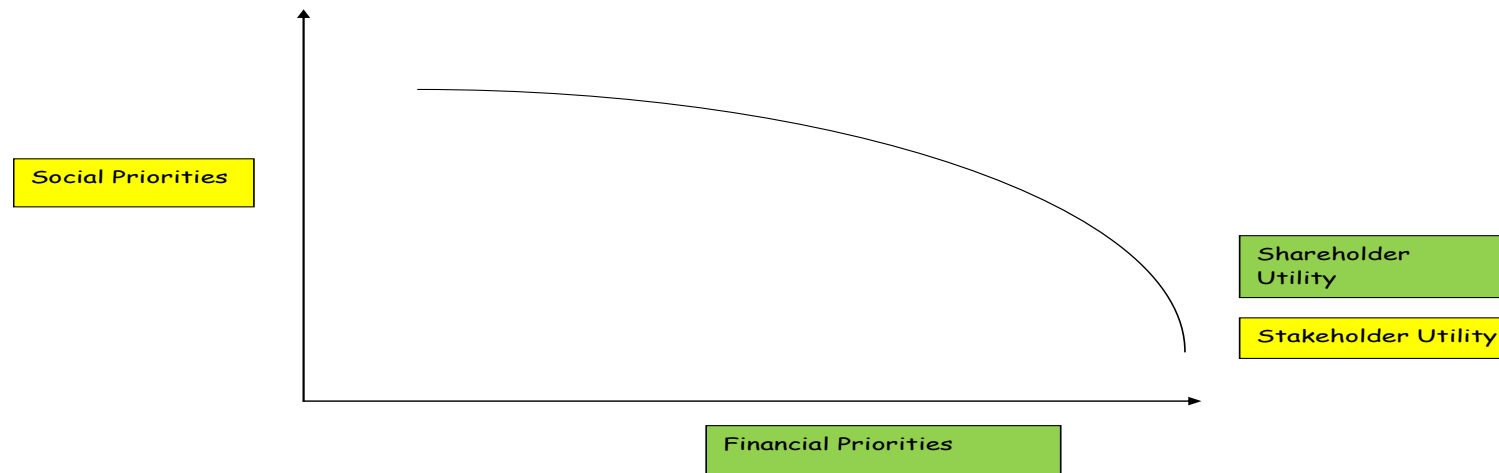 Social Priorities
Shareholder
Utility
Stakeholder Utility
Financial Priorities